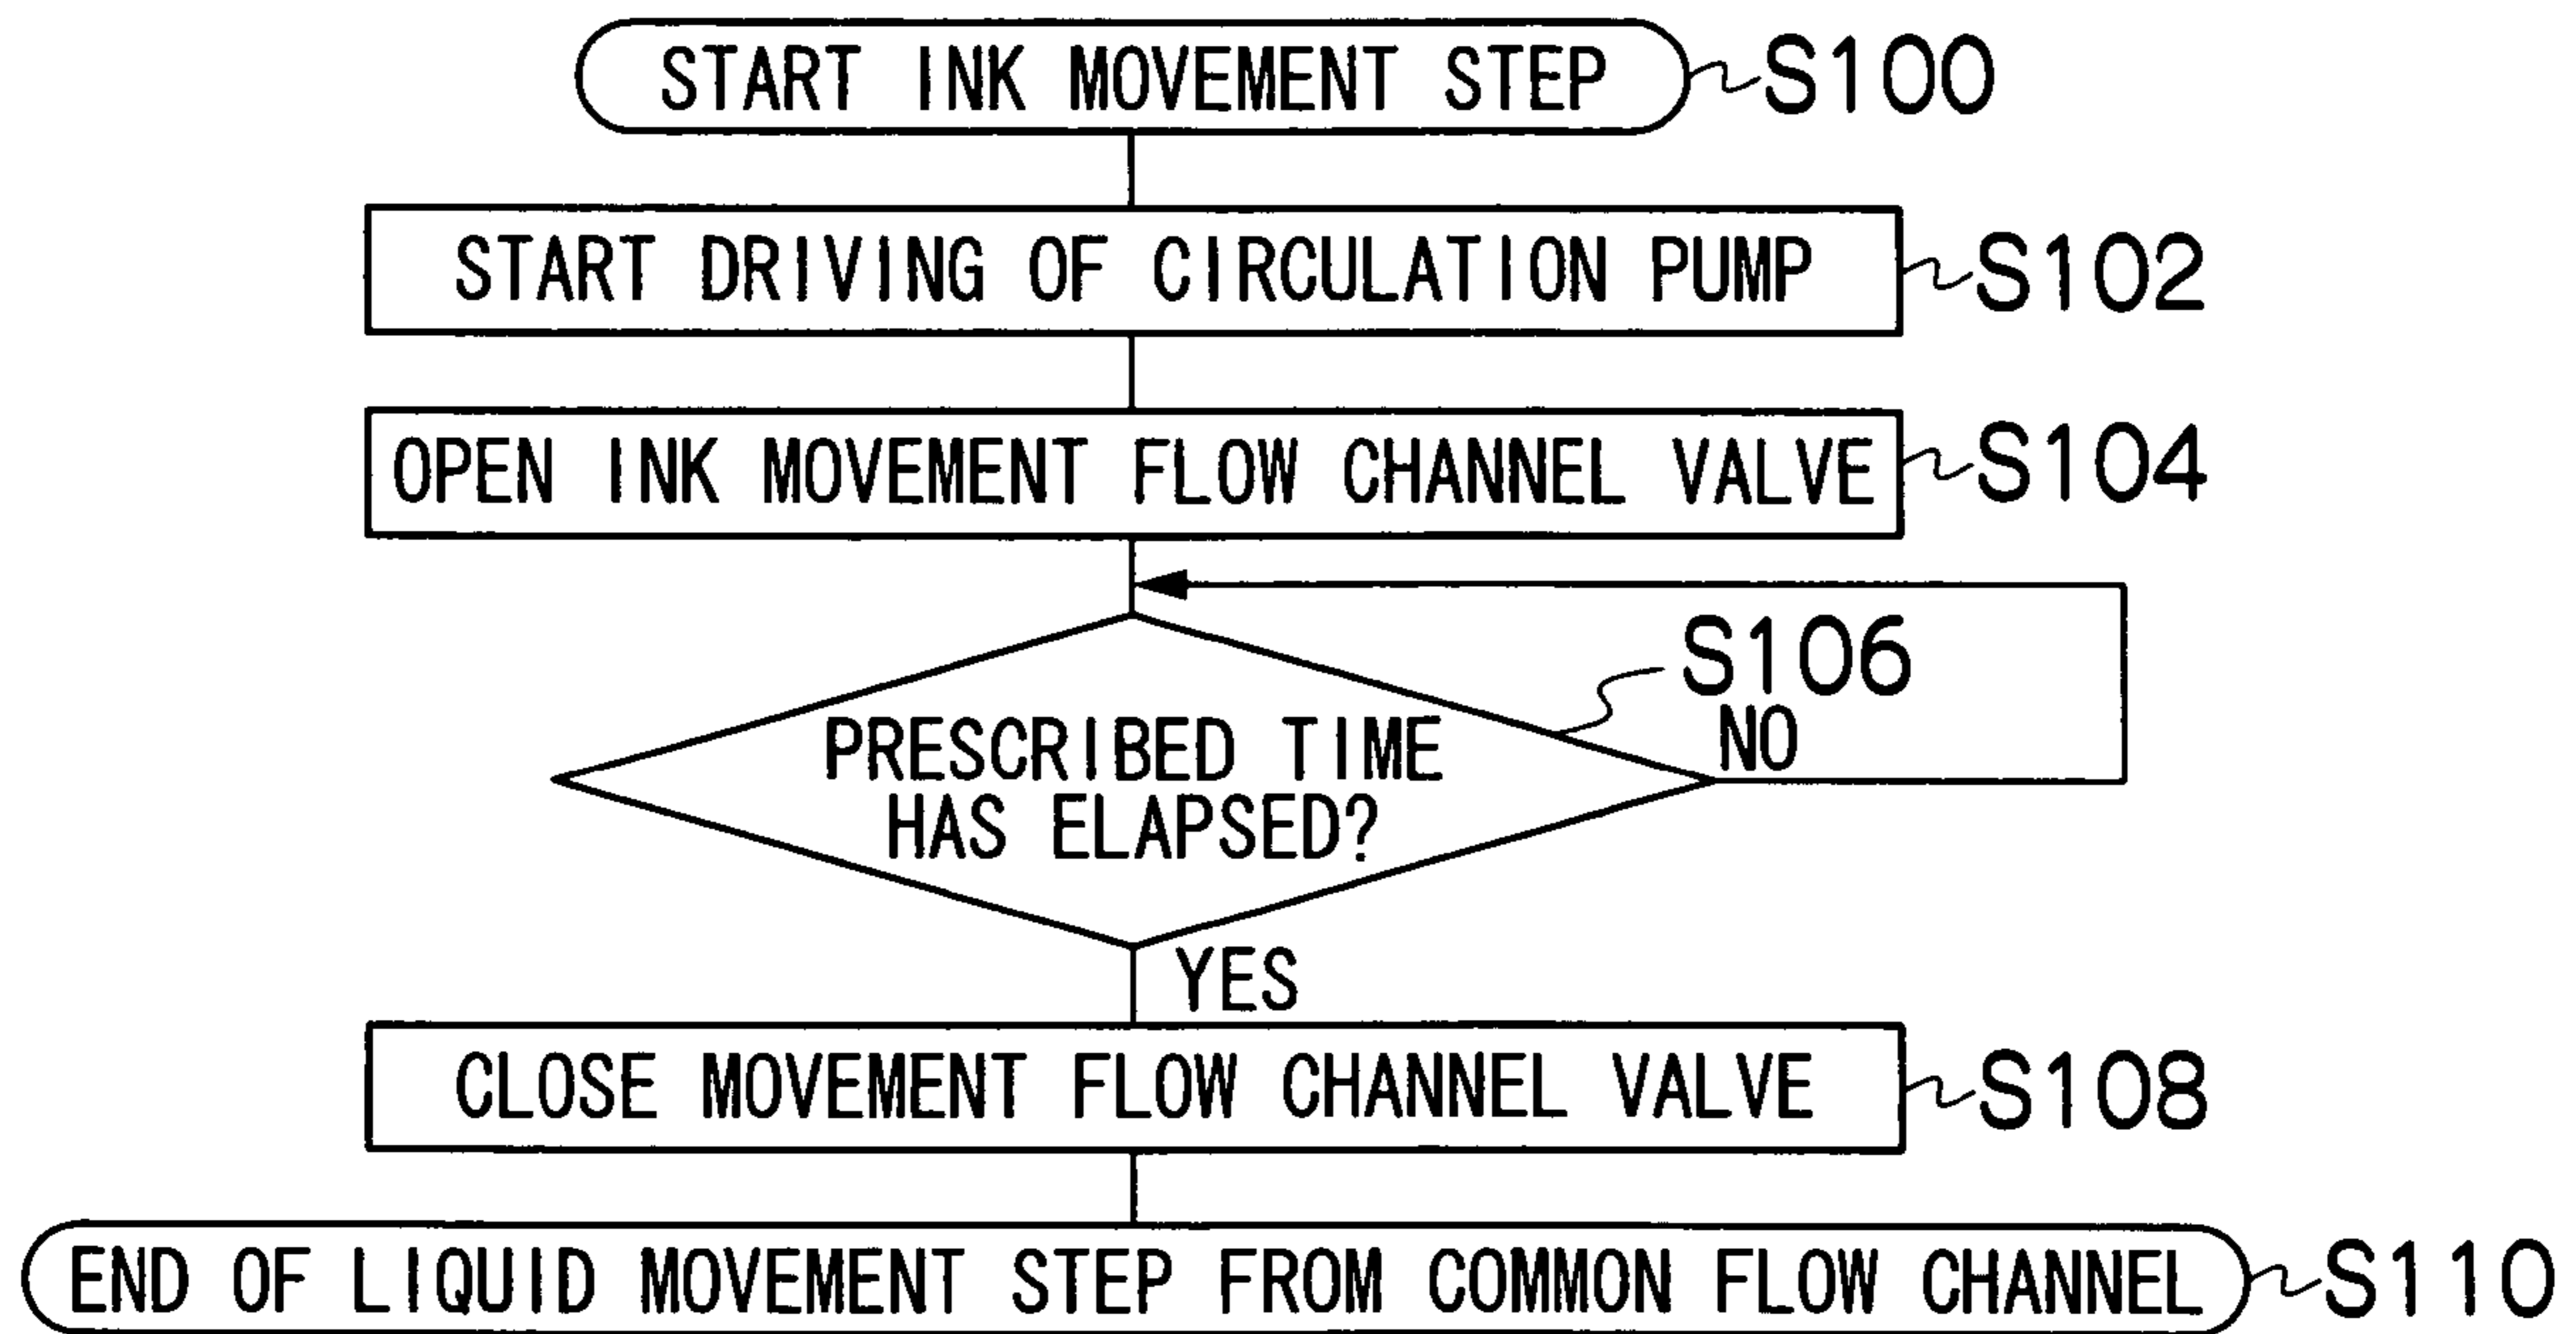 START INK MOVEMENT STEP S100
START DRIVING OF CIRCULATION PUMP S102
OPEN INK MOVEMENT FLOW CHANNEL VALVE S104
S106
NO
PRESCRIBED TIME
HAS ELAPSED?
YES
CLOSE MOVEMENT FLOW CHANNEL VALVE S108
END OF LIQUID MOVEMENT STEP FROM COMMON FLOW CHANNEL S110